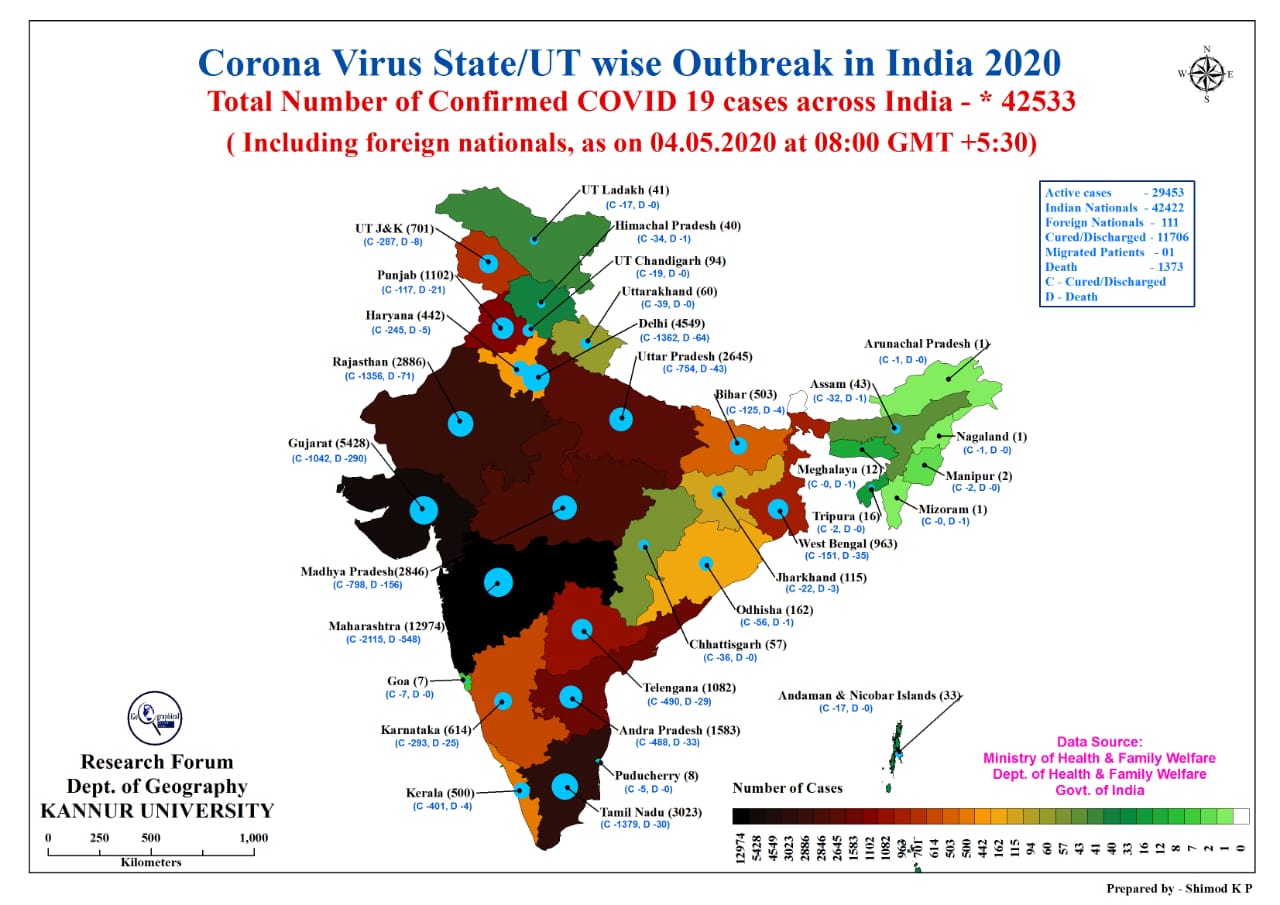 Corona Virus State/UT wise Outbreak in India 2020
Total Number of Confirmed COVID 19 cases across India - * 42533
( Including foreign nationals, as on 04.05.2020 at 08:00 GMT +5:30)
N
W E
S
Active cases - 29453
Indian Nationals - 42422
Foreign Nationals - 111
Cured/Discharged - 11706
Migrated Patients - 01
Death - 1373
C - Cured/Discharged
D - Death
UT Ladakh (41)
(C -17, D -0)
UT J&K (701)
(C -287, D -8)
Himachal Pradesh (40)
(C -34, D -1)
UT Chandigarh (94)
(C -19, D -0)
Punjab (1102)
(C -117, D -21)
Uttarakhand (60)
(C -39, D -0)
Haryana (442)
(C -245, D -5)
Delhi (4549)
(C -1362, D -64)
Rajasthan (2886)
(C -1356, D -71)
Uttar Pradesh (2645)
(C -754, D -43)
Arunachal Pradesh (1)
(C -1, D -0)
Bihar (503)
(C -125, D -4)
Assam (43)
(C -32, D -1)
Gujarat (5428)
(C -1042, D -290)
Nagaland (1)
(C -1, D -0)
Meghalaya (12)
(C -0, D -1)
Manipur (2)
(C -2, D -0)
Mizoram (1)
(C -0, D -1)
Tripura (16)
(C -2, D -0)
West Bengal (963)
(C -151, D -35)
Madhya Pradesh(2846)
(C -798, D -156)
Jharkhand (115)
(C -22, D -3)
Odhisha (162)
(C -56, D -1)
Maharashtra (12974)
(C -2115, D -548)
Chhattisgarh (57)
(C -36, D -0)
Goa (7)
(C -7, D -0)
Telengana (1082)
(C -490, D -29)
Andaman & Nicobar Islands (33)
(C -17, D -0)
Karnataka (614)
(C -293, D -25)
Andra Pradesh (1583)
(C -488, D -33)
Puducherry (8)
(C -5, D -0)
Kerala (500)
(C -401, D -4)
Tamil Nadu (3023)
(C -1379, D -30)
Research Forum
Dept. of Geography
KANNUR UNIVERSITY
0 250 500 1,000
Kilometers
Data Source:
Ministry of Health & Family Welfare
Dept. of Health & Family Welfare
Govt. of India
Number of Cases
12974 5428 4549 3023 2886 2846 2645 1583 1102 1082 963 701 614 503 500 442 162 115 94 60 57 43 41 40 33 16 12 8 7 2 1 0
Prepared by - Shimod K P